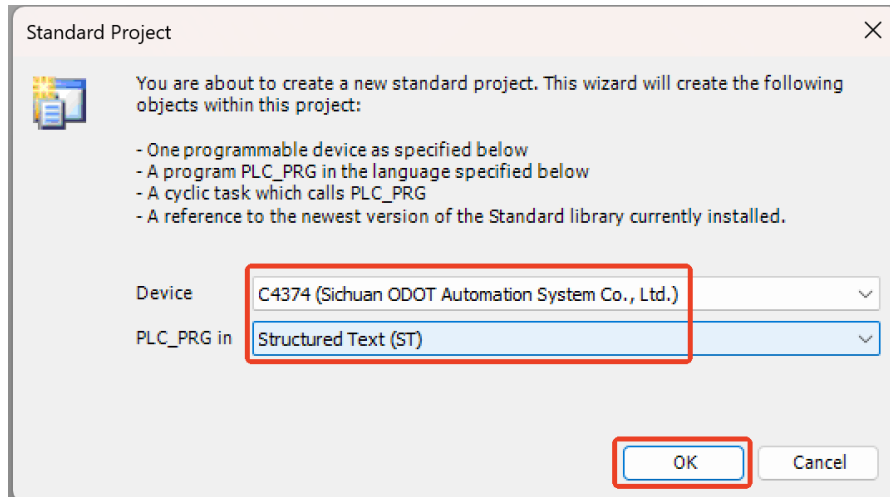 Standard Project
You are about to create a new standard project. This wizard will create the following
objects within this project:
- One programmable device as specified below
- A program PLC_PRG in the language specified below
- A cyclic task which calls PLC_PRG
- A reference to the newest version of the Standard library currently installed.
Device C4374 (Sichuan ODOT Automation System Co., Ltd.)
PLC_PRG in Structured Text (ST)
OK Cancel